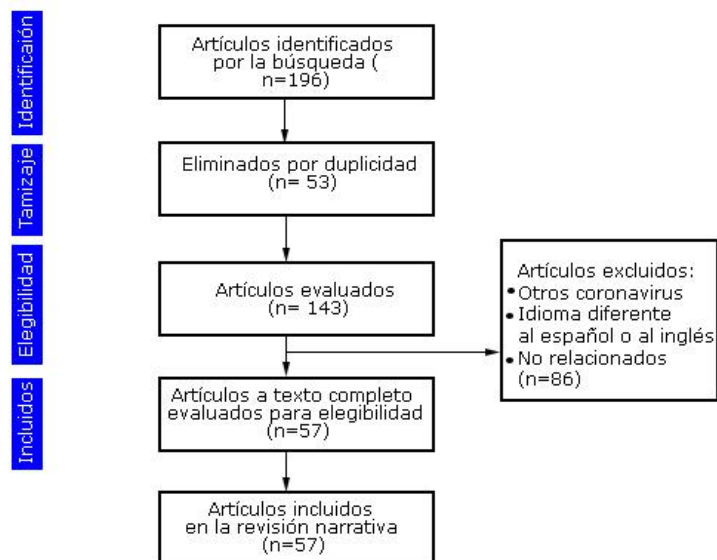 Identificaión
Artículos identificados
por la búsqueda (
n=196)
Tamizaje
Eliminados por duplicidad
(n= 53)
Elegibilidad
Artículos evaluados
(n= 143)
Artículos excluidos:
• Otros coronavirus
• Idioma diferente
al español o al inglés
• No relacionados
(n=86)
Incluidos
Artículos a texto completo
evaluados para elegibilidad
(n=57)
Artículos incluidos
en la revisión narrativa
(n=57)